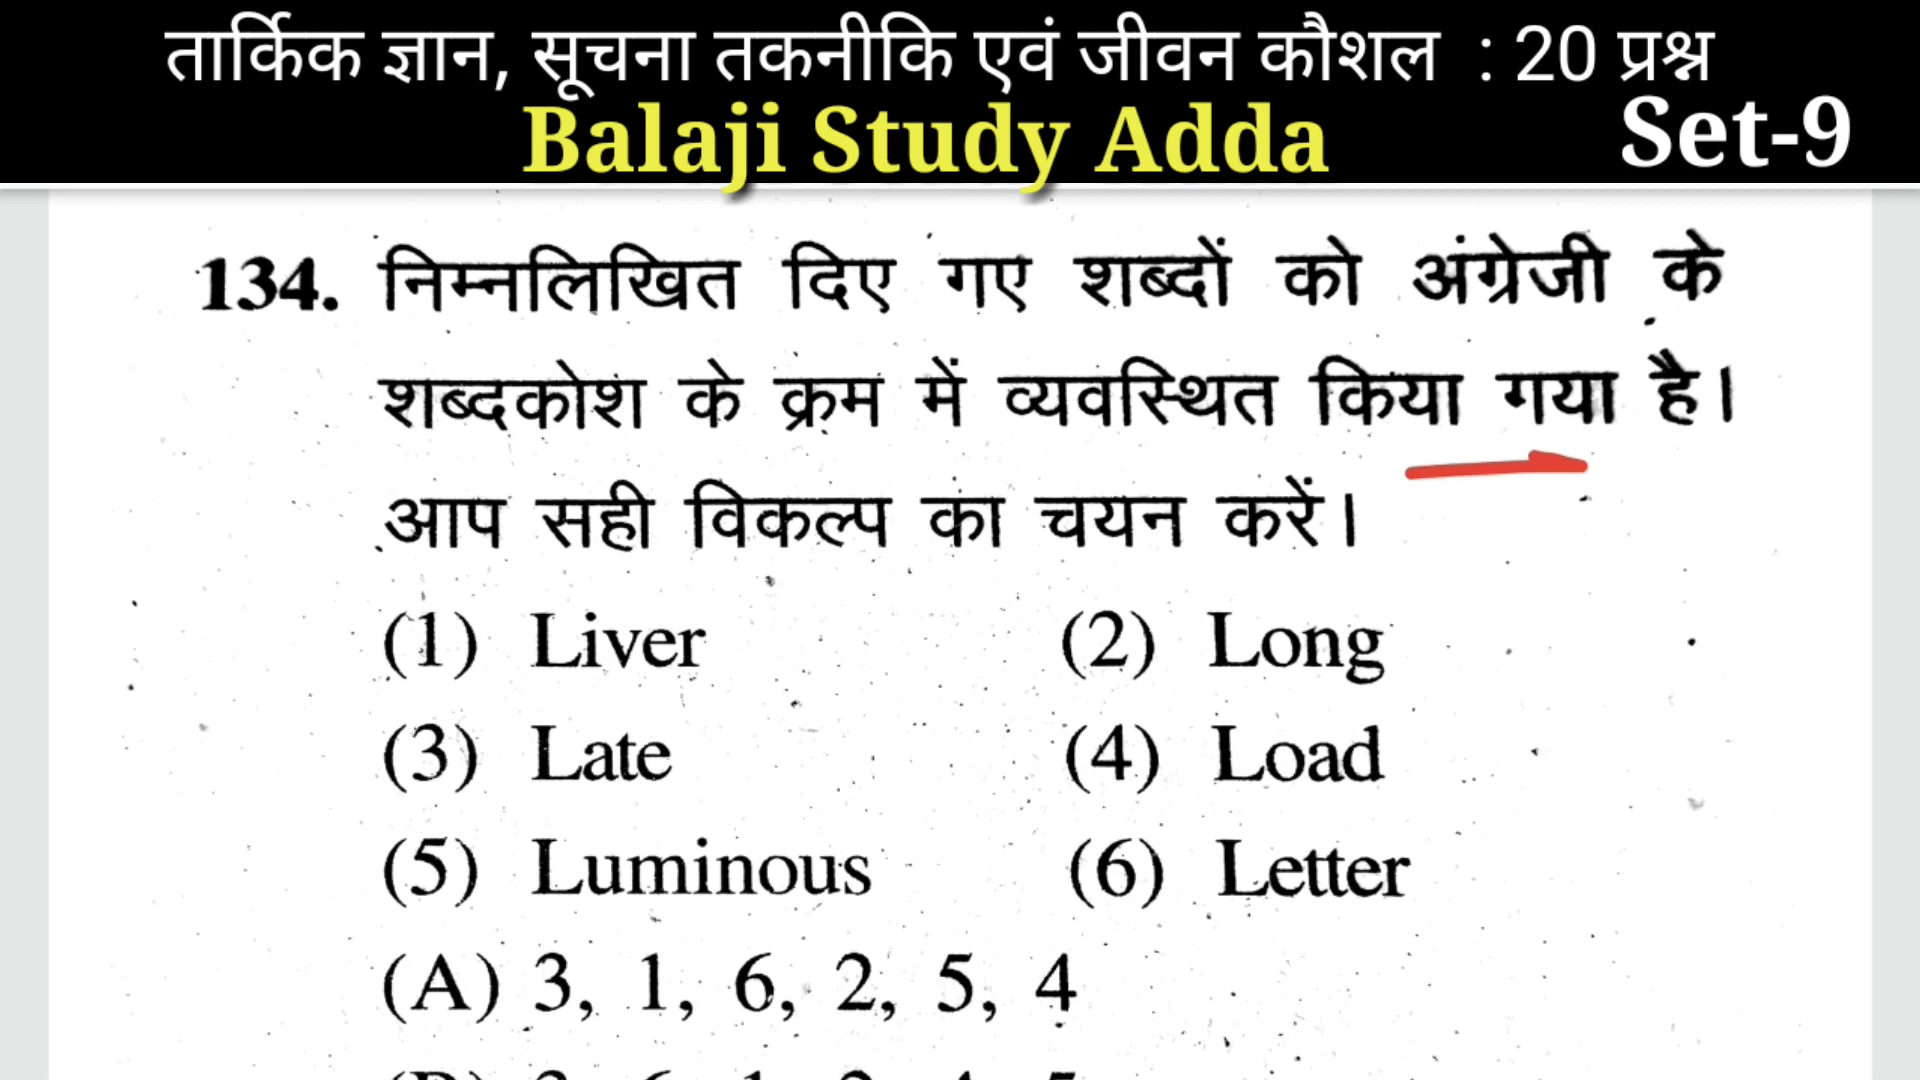 तार्किक ज्ञान, सूचना तकनीकि एवं जीवन कौशल : 20 प्रश्न
Balaji Study Adda Set-9
134. निम्नलिखित दिए गए शब्दों को अंग्रेजी के
शब्दकोश के क्रम में व्यवस्थित किया गया है।
आप सही विकल्प का चयन करें।
(1) Liver (2) Long
(3) Late (4) Load
(5) Luminous (6) Letter
(A) 3, 1, 6, 2, 5, 4